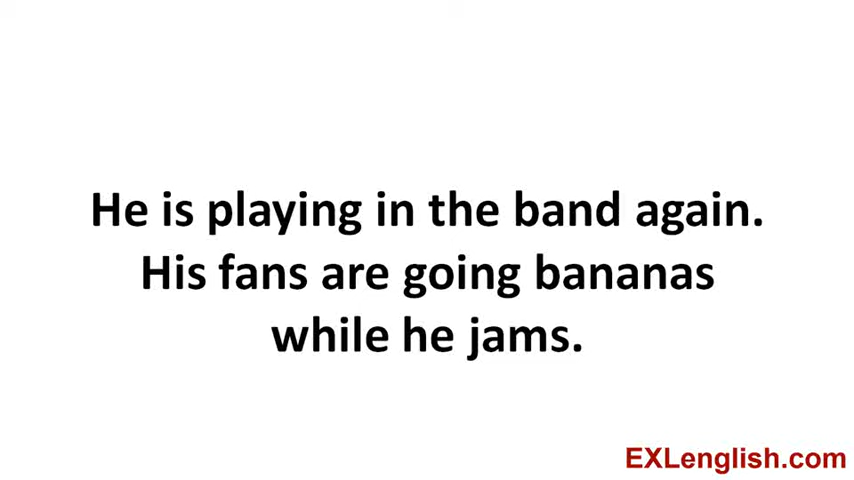 He is playing in the band again.
His fans are going bananas
while he jams.
EXLenglish.com